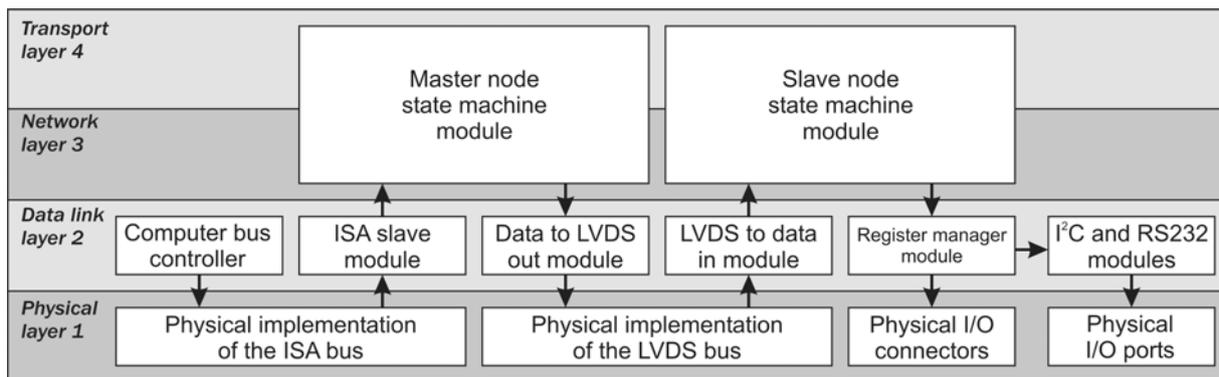 Transport
layer 4
Master node
state machine
module
Slave node
state machine
module
Network
layer 3
Data link
layer 2
Computer bus
controller
ISA slave
module
Data to LVDS
out module
LVDS to data
in module
Register manager
module
I²C and RS232
modules
Physical
layer 1
Physical implementation
of the ISA bus
Physical implementation
of the LVDS bus
Physical I/O
connectors
Physical
I/O ports